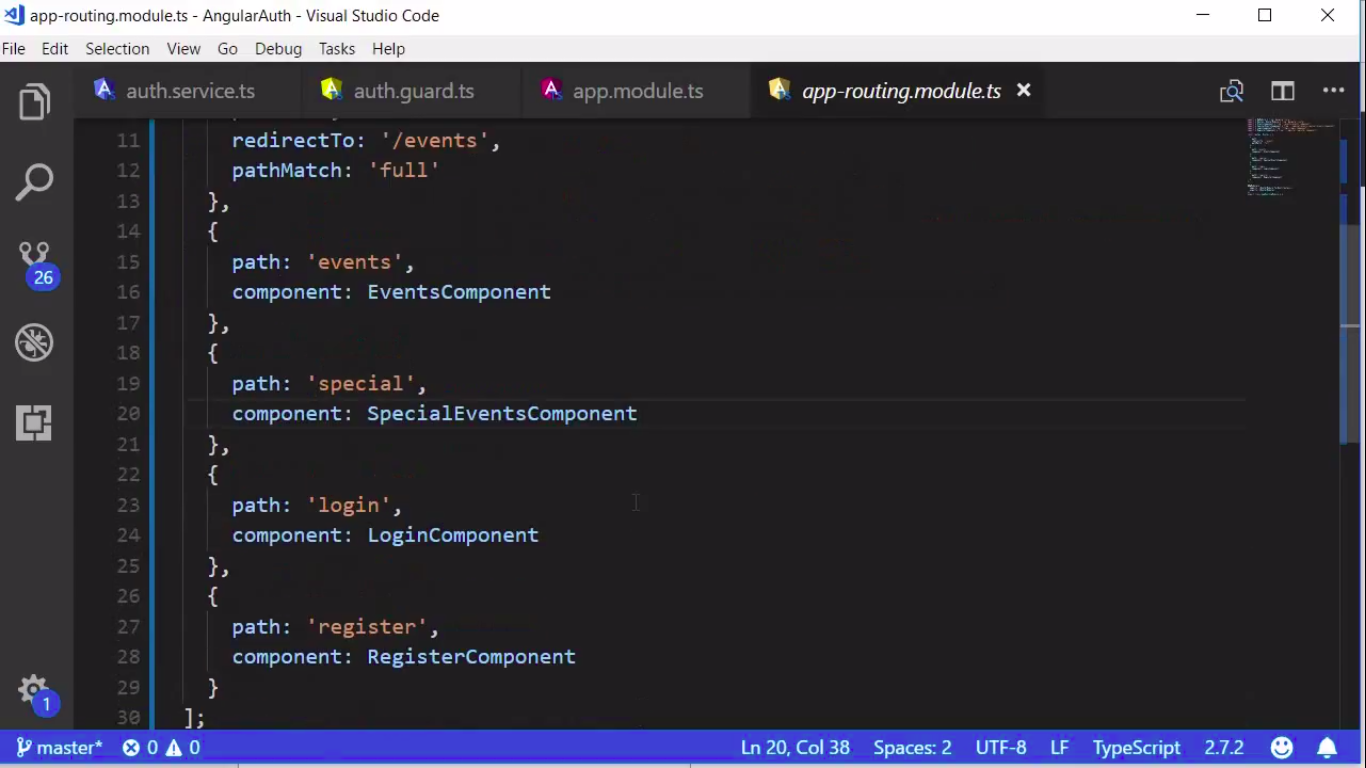 app-routing.module.ts - AngularAuth - Visual Studio Code
File Edit Selection View Go Debug Tasks Help
auth.service.ts auth.guard.ts app.module.ts app-routing.module.ts
11 redirectTo: '/events',
12 pathMatch: 'full'
13 },
14 {
15 path: 'events',
16 component: EventsComponent
17 },
18 {
19 path: 'special',
20 component: SpecialEventsComponent
21 },
22 {
23 path: 'login',
24 component: LoginComponent
25 },
26 {
27 path: 'register',
28 component: RegisterComponent
29 }
30 ];
26
1
master* 0 0 Ln 20, Col 38 Spaces: 2 UTF-8 LF TypeScript 2.7.2